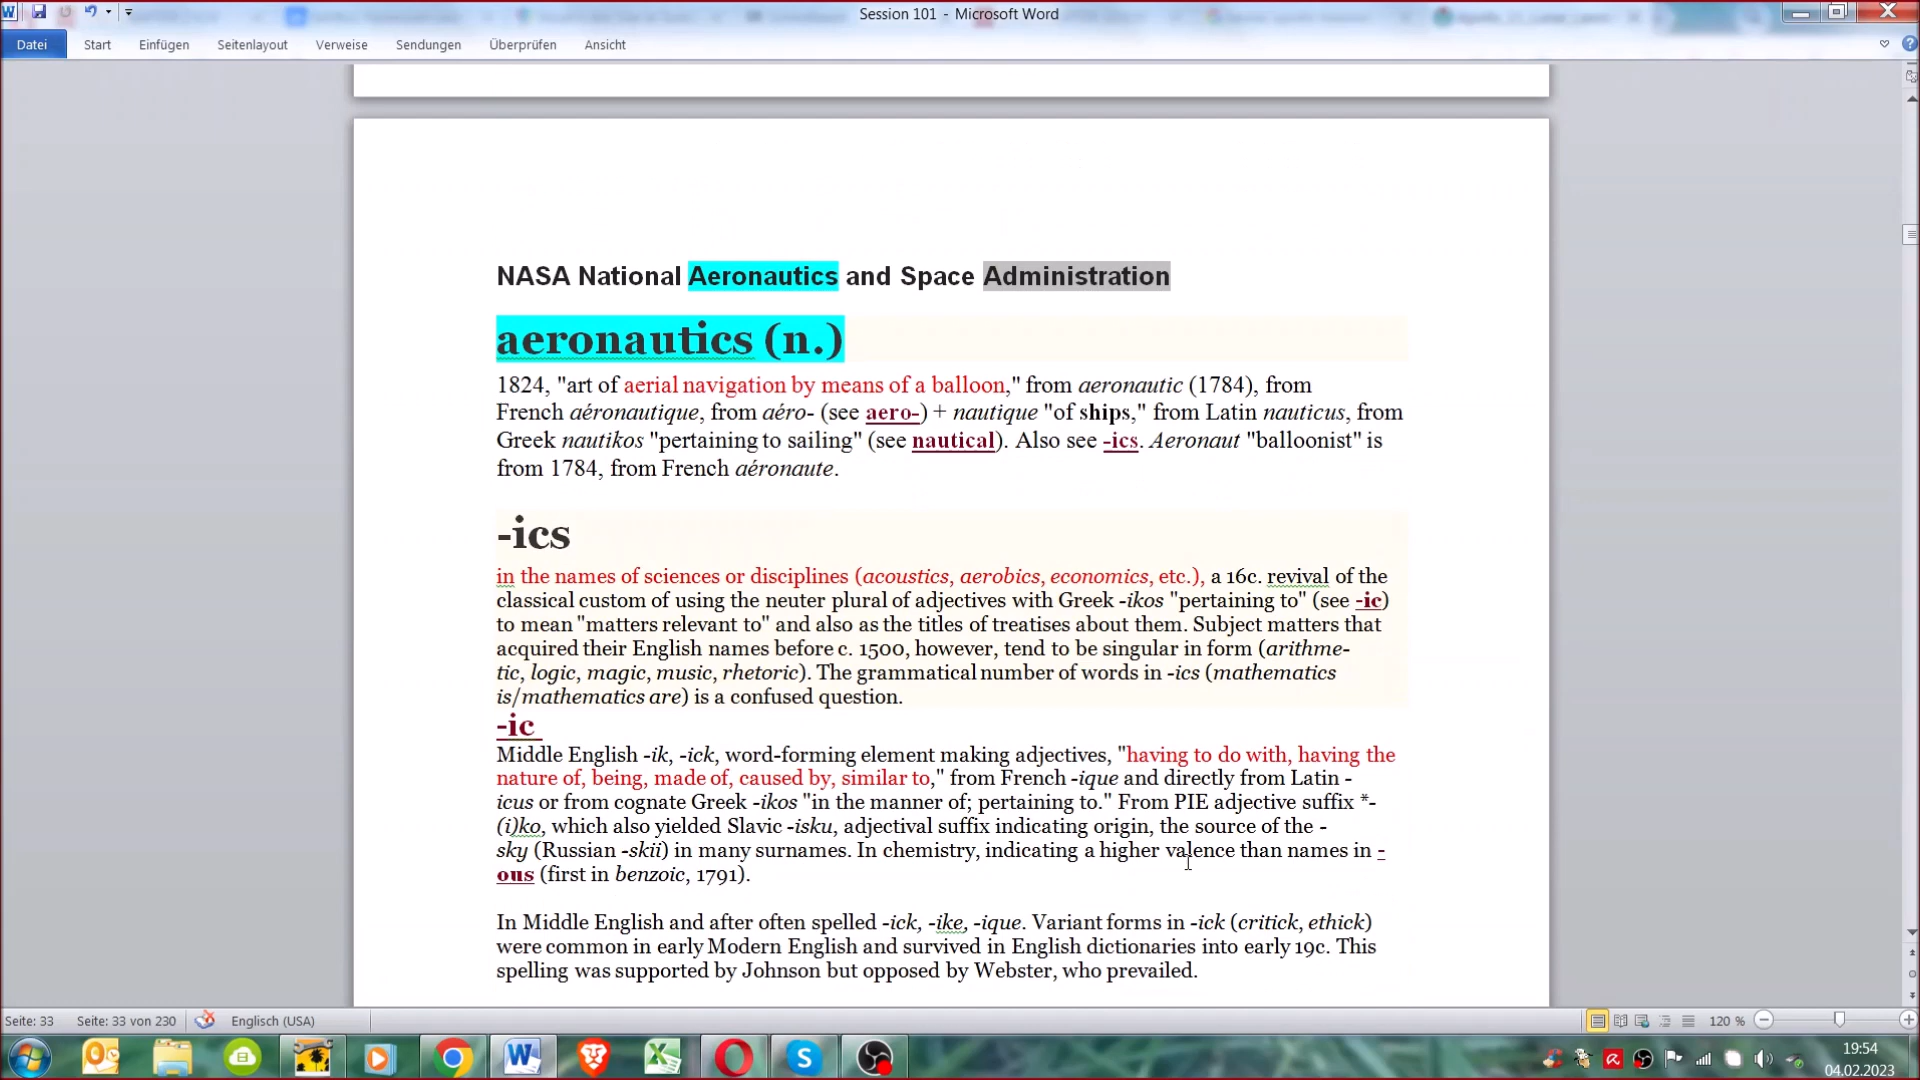 Session 101 - Microsoft Word
Datei Start Einfügen Seitenlayout Verweise Sendungen Überprüfen Ansicht
NASA National Aeronautics and Space Administration
aeronautics (n.)
1824, "art of aerial navigation by means of a balloon," from aeronautic (1784), from
French aéronautique, from aéro- (see aero-) + nautique "of ships," from Latin nauticus, from
Greek nautikos "pertaining to sailing" (see nautical). Also see -ics. Aeronaut "balloonist" is
from 1784, from French aéronaute.
-ics
in the names of sciences or disciplines (acoustics, aerobics, economics, etc.), a 16c. revival of the
classical custom of using the neuter plural of adjectives with Greek -ikos "pertaining to" (see -ic)
to mean "matters relevant to" and also as the titles of treatises about them. Subject matters that
acquired their English names before c. 1500, however, tend to be singular in form (arithme-
tic, logic, magic, music, rhetoric). The grammatical number of words in -ics (mathematics
is/mathematics are) is a confused question.
-ic
Middle English -ik, -ick, word-forming element making adjectives, "having to do with, having the
nature of, being, made of, caused by, similar to," from French -ique and directly from Latin -
icus or from cognate Greek -ikos "in the manner of; pertaining to." From PIE adjective suffix *-
(i)ko, which also yielded Slavic -isku, adjectival suffix indicating origin, the source of the -
sky (Russian -skii) in many surnames. In chemistry, indicating a higher valence than names in -
ous (first in benzoic, 1791).
In Middle English and after often spelled -ick, -ike, -ique. Variant forms in -ick (critick, ethick)
were common in early Modern English and survived in English dictionaries into early 19c. This
spelling was supported by Johnson but opposed by Webster, who prevailed.
Seite: 33 Seite: 33 von 230 Englisch (USA) 120 %
19:54
04.02.2023